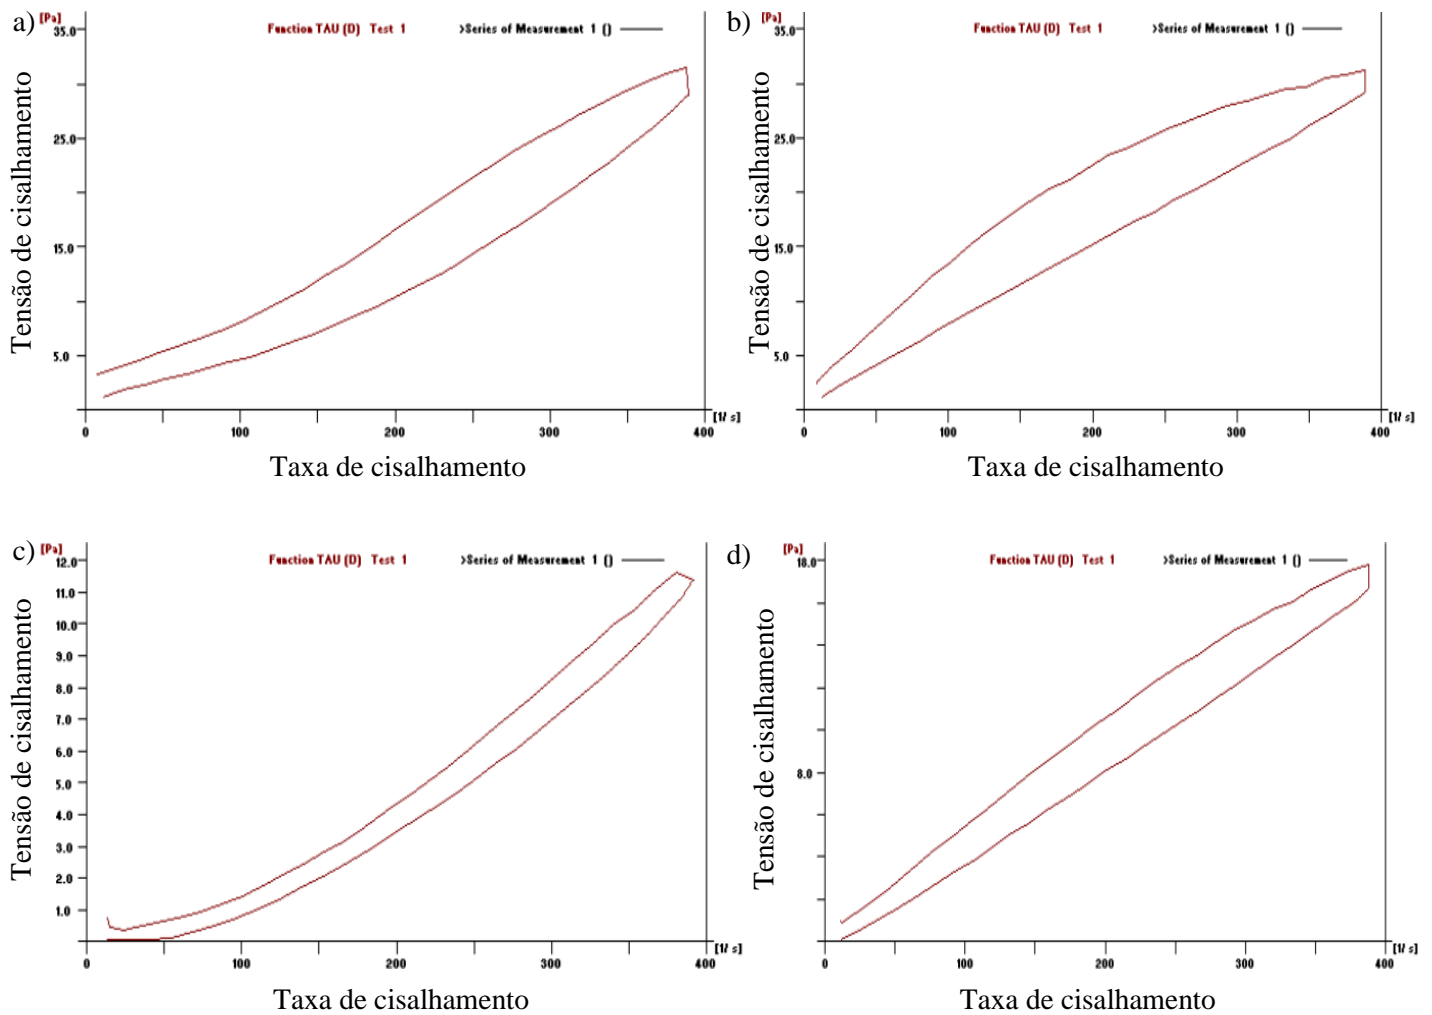 a) [Pa] Function TAU (D) Test 1 >Series of Measurement 1 ()
35.0
25.0
15.0
5.0
Tensão de cisalhamento
0 100 200 300 400 [1/ s]
Taxa de cisalhamento
b) [Pa] Function TAU (D) Test 1 >Series of Measurement 1 ()
35.0
25.0
15.0
5.0
Tensão de cisalhamento
0 100 200 300 400 [1/ s]
Taxa de cisalhamento
c) [Pa] Function TAU (D) Test 1 >Series of Measurement 1 ()
12.0
11.0
10.0
9.0
8.0
7.0
6.0
5.0
4.0
3.0
2.0
1.0
Tensão de cisalhamento
0 100 200 300 400 [1/ s]
Taxa de cisalhamento
d) [Pa] Function TAU (D) Test 1 >Series of Measurement 1 ()
18.0
8.0
Tensão de cisalhamento
0 100 200 300 400 [1/ s]
Taxa de cisalhamento